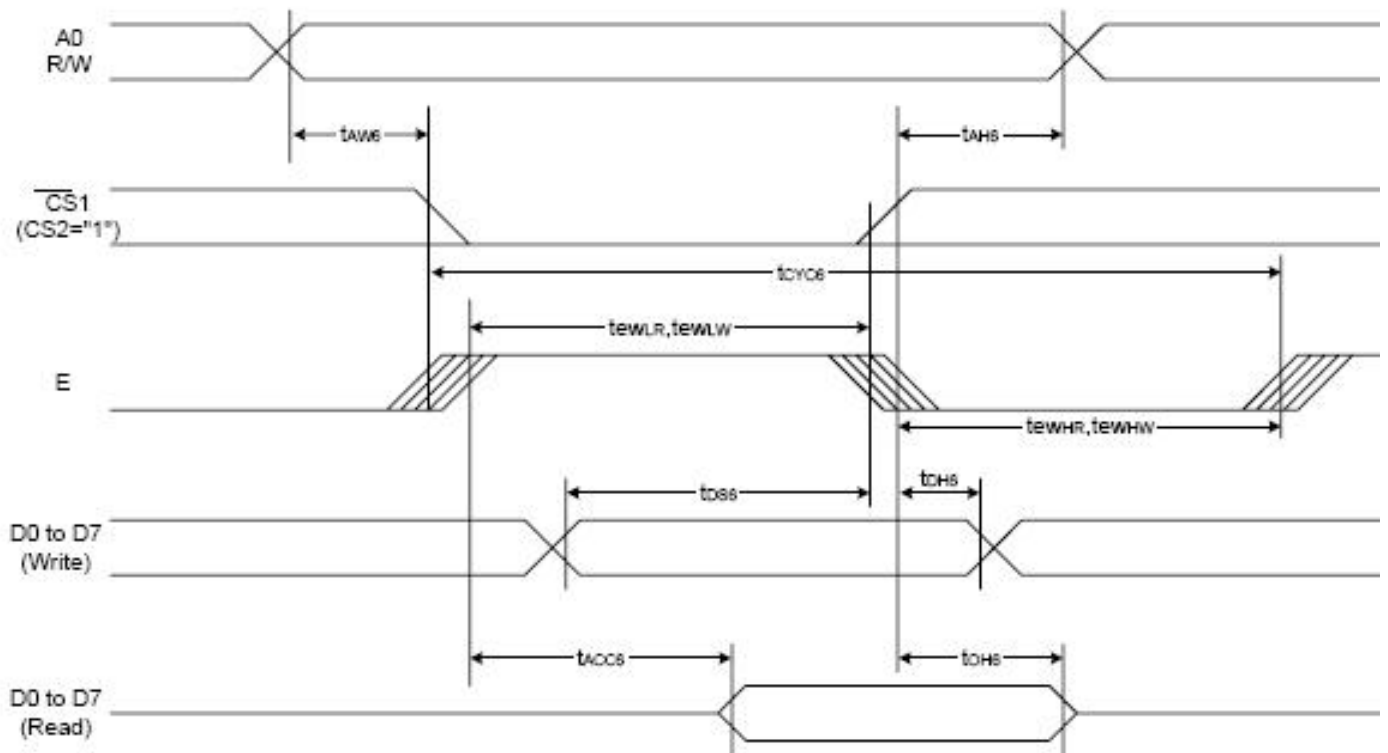 A0
R/W
tAW6
tAH6
CS1
(CS2="1")
tCYC6
tEWLR,tEWLW
E
tEWHR,tEWHW
tDS6
tDH6
D0 to D7
(Write)
tACC6
tOH6
D0 to D7
(Read)